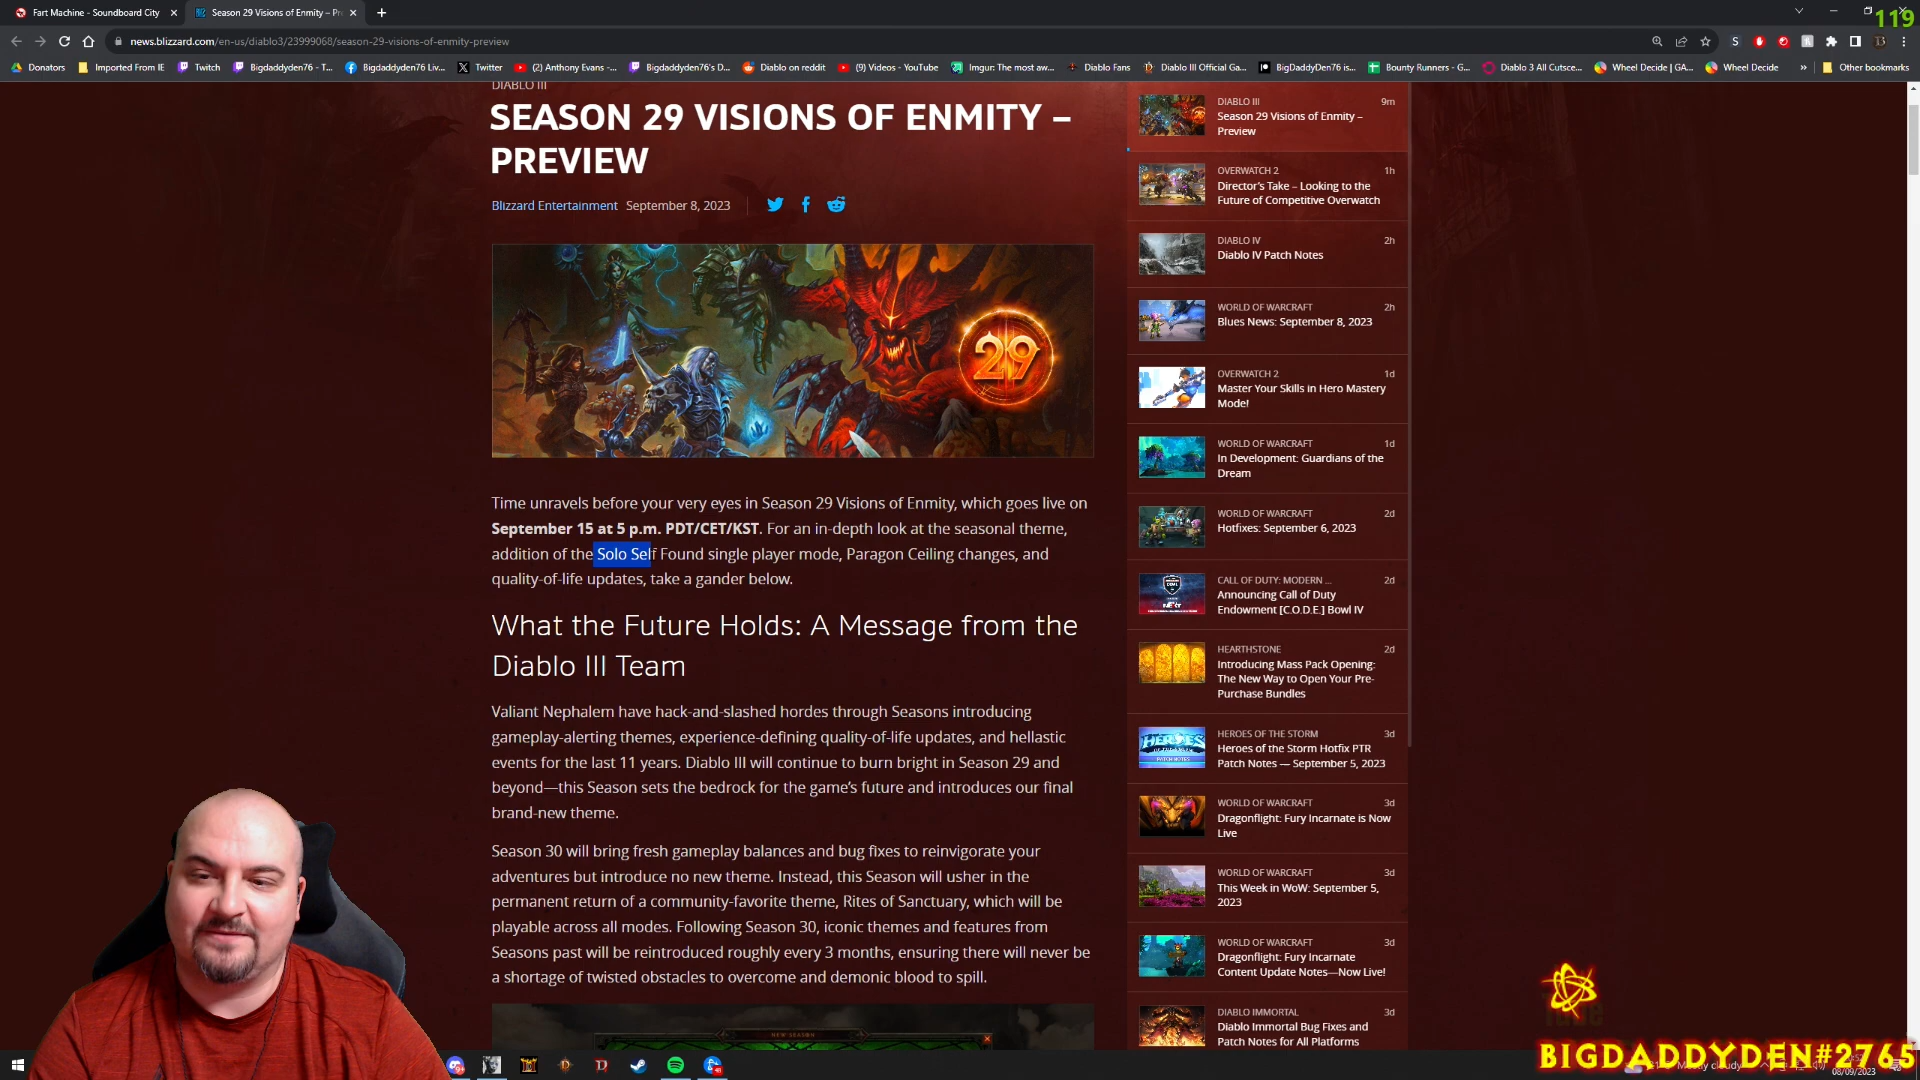 Fart Machine - Soundboard City
Season 29 Visions of Enmity – Pr
119
news.blizzard.com/en-us/diablo3/23999068/season-29-visions-of-enmity-preview
Donators
Imported From IE
Twitch
Bigdaddyden76 - T...
Bigdaddyden76 Liv...
Twitter
(2) Anthony Evans -...
Bigdaddyden76's D...
Diablo on reddit
(9) Videos - YouTube
Imgur: The most aw...
Diablo Fans
Diablo III Official Ga...
BigDaddyDen76 is...
Bounty Runners - G...
Diablo 3 All Cutsce...
Wheel Decide | GA...
Wheel Decide
»
Other bookmarks
DIABLO III
SEASON 29 VISIONS OF ENMITY –
PREVIEW
Blizzard Entertainment September 8, 2023
29
Time unravels before your very eyes in Season 29 Visions of Enmity, which goes live on
September 15 at 5 p.m. PDT/CET/KST. For an in-depth look at the seasonal theme,
addition of the Solo Self Found single player mode, Paragon Ceiling changes, and
quality-of-life updates, take a gander below.
What the Future Holds: A Message from the
Diablo III Team
Valiant Nephalem have hack-and-slashed hordes through Seasons introducing
gameplay-alerting themes, experience-defining quality-of-life updates, and hellastic
events for the last 11 years. Diablo III will continue to burn bright in Season 29 and
beyond—this Season sets the bedrock for the game's future and introduces our final
brand-new theme.
Season 30 will bring fresh gameplay balances and bug fixes to reinvigorate your
adventures but introduce no new theme. Instead, this Season will usher in the
permanent return of a community-favorite theme, Rites of Sanctuary, which will be
playable across all modes. Following Season 30, iconic themes and features from
Seasons past will be reintroduced roughly every 3 months, ensuring there will never be
a shortage of twisted obstacles to overcome and demonic blood to spill.
NEW SEASON
DIABLO III 9m
Season 29 Visions of Enmity –
Preview
OVERWATCH 2 1h
Director's Take – Looking to the
Future of Competitive Overwatch
DIABLO IV 2h
Diablo IV Patch Notes
WORLD OF WARCRAFT 2h
Blues News: September 8, 2023
OVERWATCH 2 1d
Master Your Skills in Hero Mastery
Mode!
WORLD OF WARCRAFT 1d
In Development: Guardians of the
Dream
WORLD OF WARCRAFT 2d
Hotfixes: September 6, 2023
CALL OF DUTY: MODERN ... 2d
Announcing Call of Duty
Endowment [C.O.D.E.] Bowl IV
HEARTHSTONE 2d
Introducing Mass Pack Opening:
The New Way to Open Your Pre-
Purchase Bundles
HEROES OF THE STORM 3d
Heroes of the Storm Hotfix PTR
Patch Notes — September 5, 2023
WORLD OF WARCRAFT 3d
Dragonflight: Fury Incarnate is Now
Live
WORLD OF WARCRAFT 3d
This Week in WoW: September 5,
2023
WORLD OF WARCRAFT 3d
Dragonflight: Fury Incarnate
Content Update Notes—Now Live!
DIABLO IMMORTAL 3d
Diablo Immortal Bug Fixes and
Patch Notes for All Platforms
BIGDADDYDEN#2765
08/09/2023